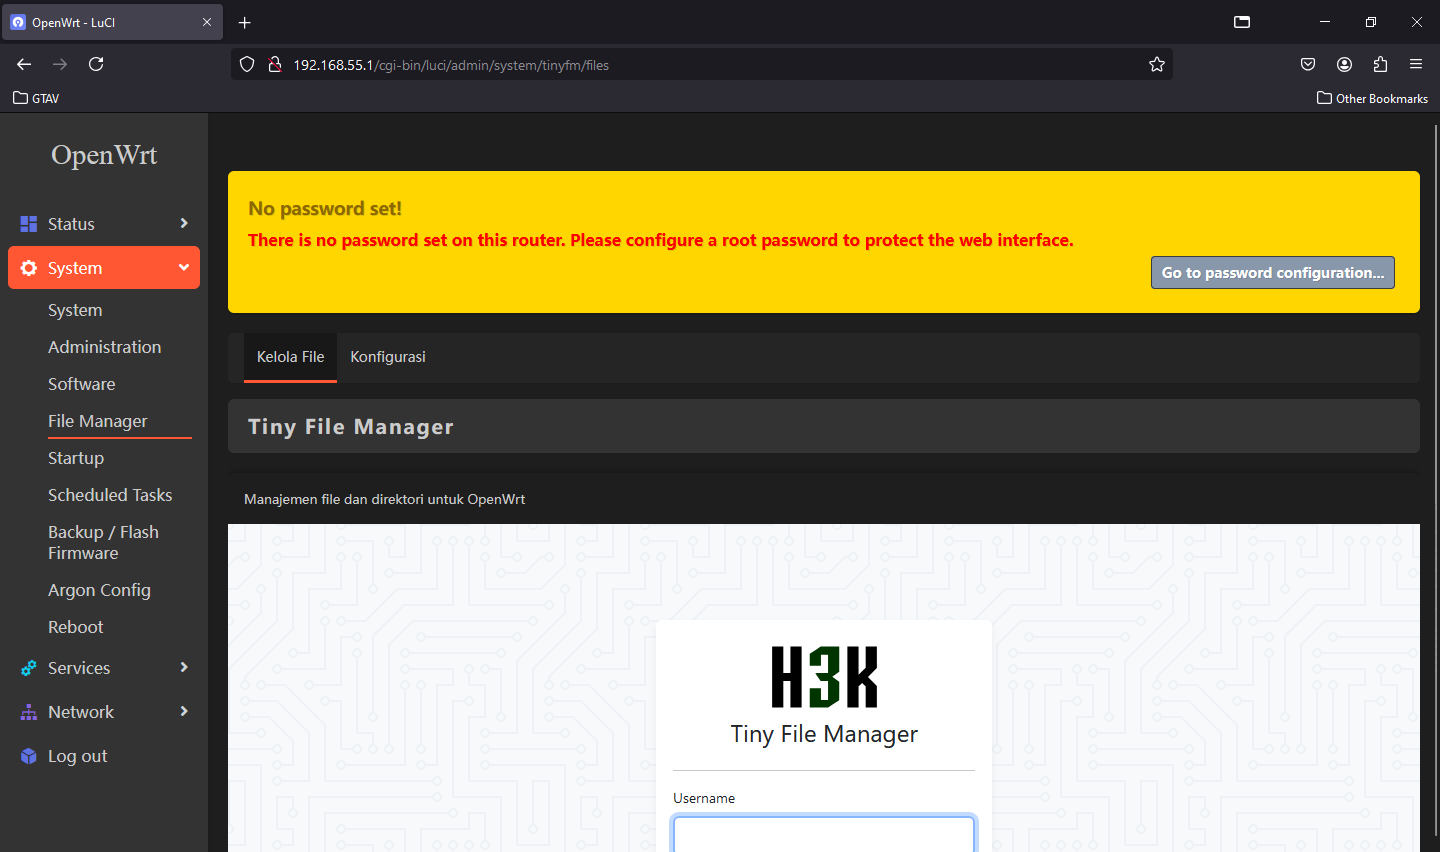 OpenWrt - LuCI
192.168.55.1/cgi-bin/luci/admin/system/tinyfm/files
GTAV
Other Bookmarks
OpenWrt
Status
System
System
Administration
Software
File Manager
Startup
Scheduled Tasks
Backup / Flash
Firmware
Argon Config
Reboot
Services
Network
Log out
No password set!
There is no password set on this router. Please configure a root password to protect the web interface.
Go to password configuration...
Kelola File
Konfigurasi
Tiny File Manager
Manajemen file dan direktori untuk OpenWrt
H3K
Tiny File Manager
Username